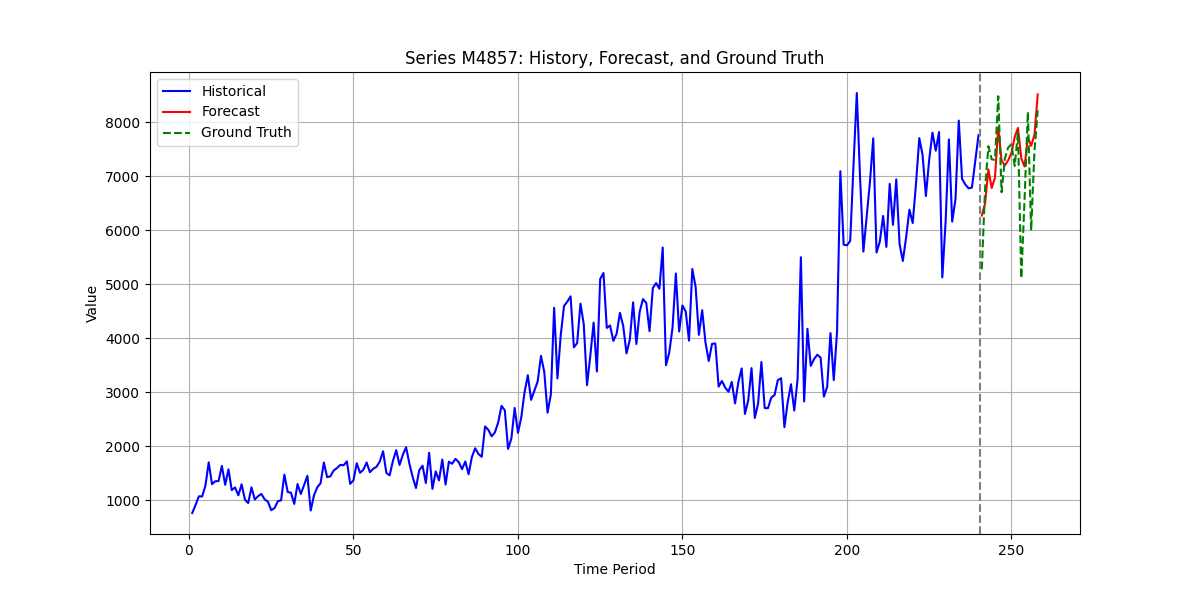 Series M4857: History, Forecast, and Ground Truth
Historical
Forecast
Ground Truth
8000
7000
6000
5000
4000
3000
2000
1000
Value
0 50 100 150 200 250
Time Period